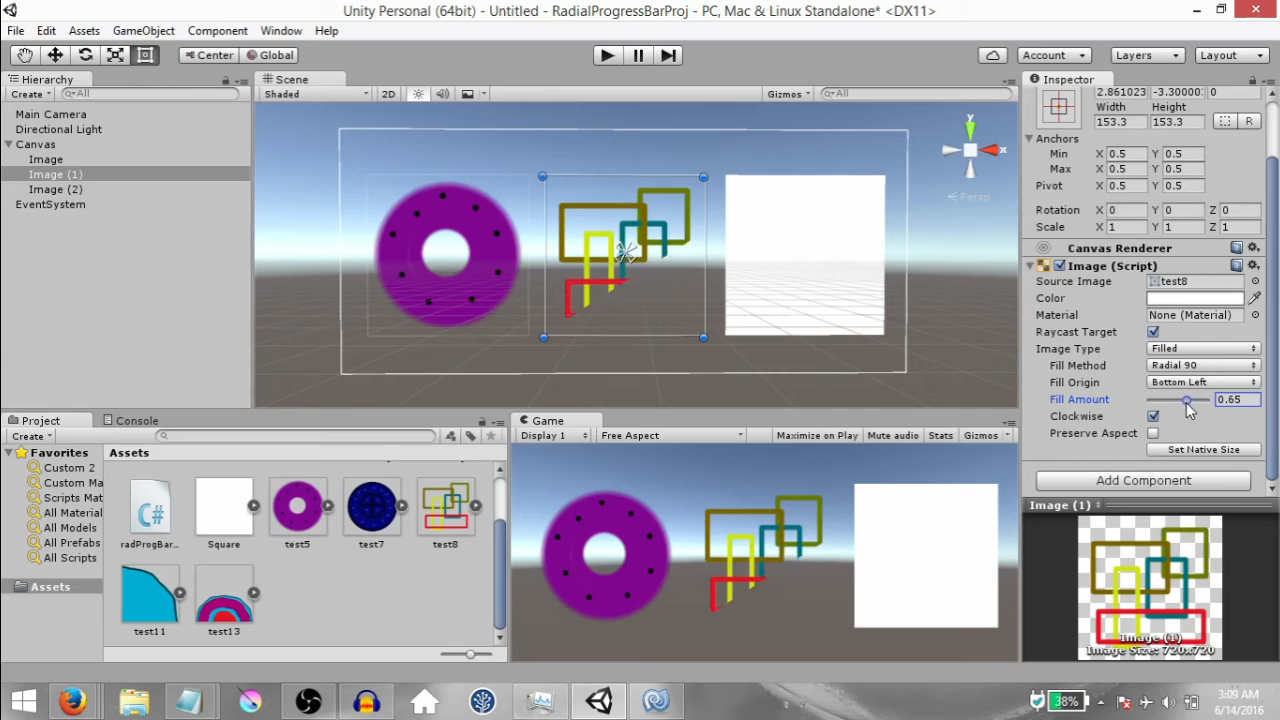 Unity Personal (64bit) - Untitled - RadialProgressBarProj - PC, Mac & Linux Standalone* <DX11>
File Edit Assets GameObject Component Window Help
Center Global Account Layers Layout
Hierarchy
Create All
Main Camera
Directional Light
Canvas
Image
Image (1)
Image (2)
EventSystem
Scene
Shaded 2D Gizmos All
y
x
Persp
Inspector
2.861023 -3.30000 0
Width Height
153.3 153.3 R
Anchors
Min X 0.5 Y 0.5
Max X 0.5 Y 0.5
Pivot X 0.5 Y 0.5
Rotation X 0 Y 0 Z 0
Scale X 1 Y 1 Z 1
Canvas Renderer
Image (Script)
Source Image test8
Color
Material None (Material)
Raycast Target
Image Type Filled
Fill Method Radial 90
Fill Origin Bottom Left
Fill Amount 0.65
Clockwise
Preserve Aspect
Set Native Size
Add Component
Image (1)
Image (1)
Image Size: 720x720
Project Console
Create
Favorites
Custom 2
Custom Ma
Scripts Mat
All Material
All Models
All Prefabs
All Scripts
Assets
Assets
C#
radProgBar... Square test5 test7 test8
test11 test13
Game
Display 1 Free Aspect Maximize on Play Mute audio Stats Gizmos
38%
3:09 AM
6/14/2016